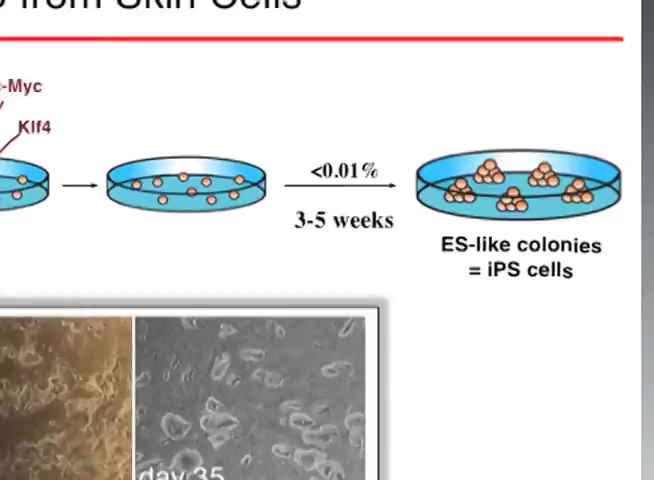 from Skin Cells
-Myc
Klf4
<0.01%
3-5 weeks
ES-like colonies
= iPS cells
day 35